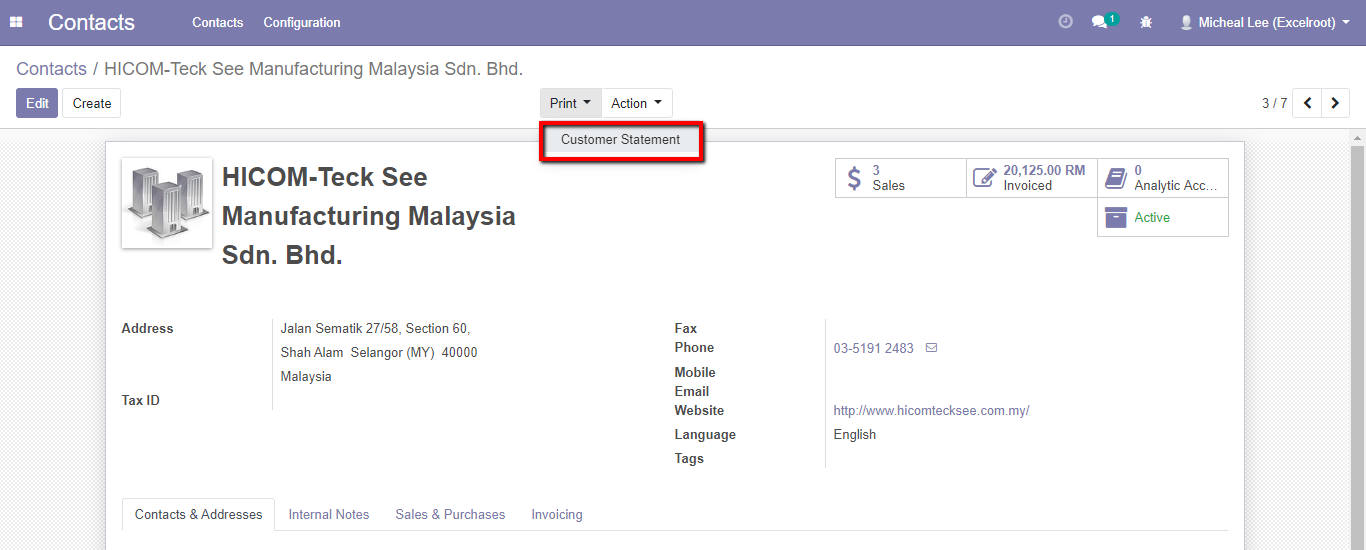 Contacts Contacts Configuration 1 Micheal Lee (Excelroot)
Contacts / HICOM-Teck See Manufacturing Malaysia Sdn. Bhd.
Edit Create Print Action 3 / 7
Customer Statement
HICOM-Teck See
Manufacturing Malaysia
Sdn. Bhd.
3
Sales
20,125.00 RM
Invoiced
0
Analytic Acc...
Active
Address
Jalan Sematik 27/58, Section 60,
Shah Alam Selangor (MY) 40000
Malaysia
Tax ID
Fax
Phone 03-5191 2483
Mobile
Email
Website http://www.hicomtecksee.com.my/
Language English
Tags
Contacts & Addresses Internal Notes Sales & Purchases Invoicing